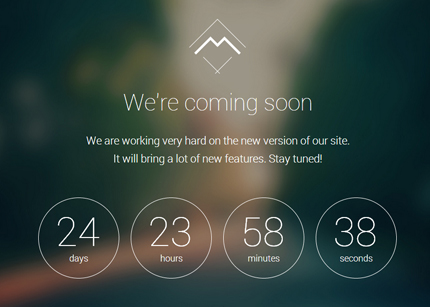 We're coming soon
We are working very hard on the new version of our site.
It will bring a lot of new features. Stay tuned!
24 23 58 38
days hours minutes seconds